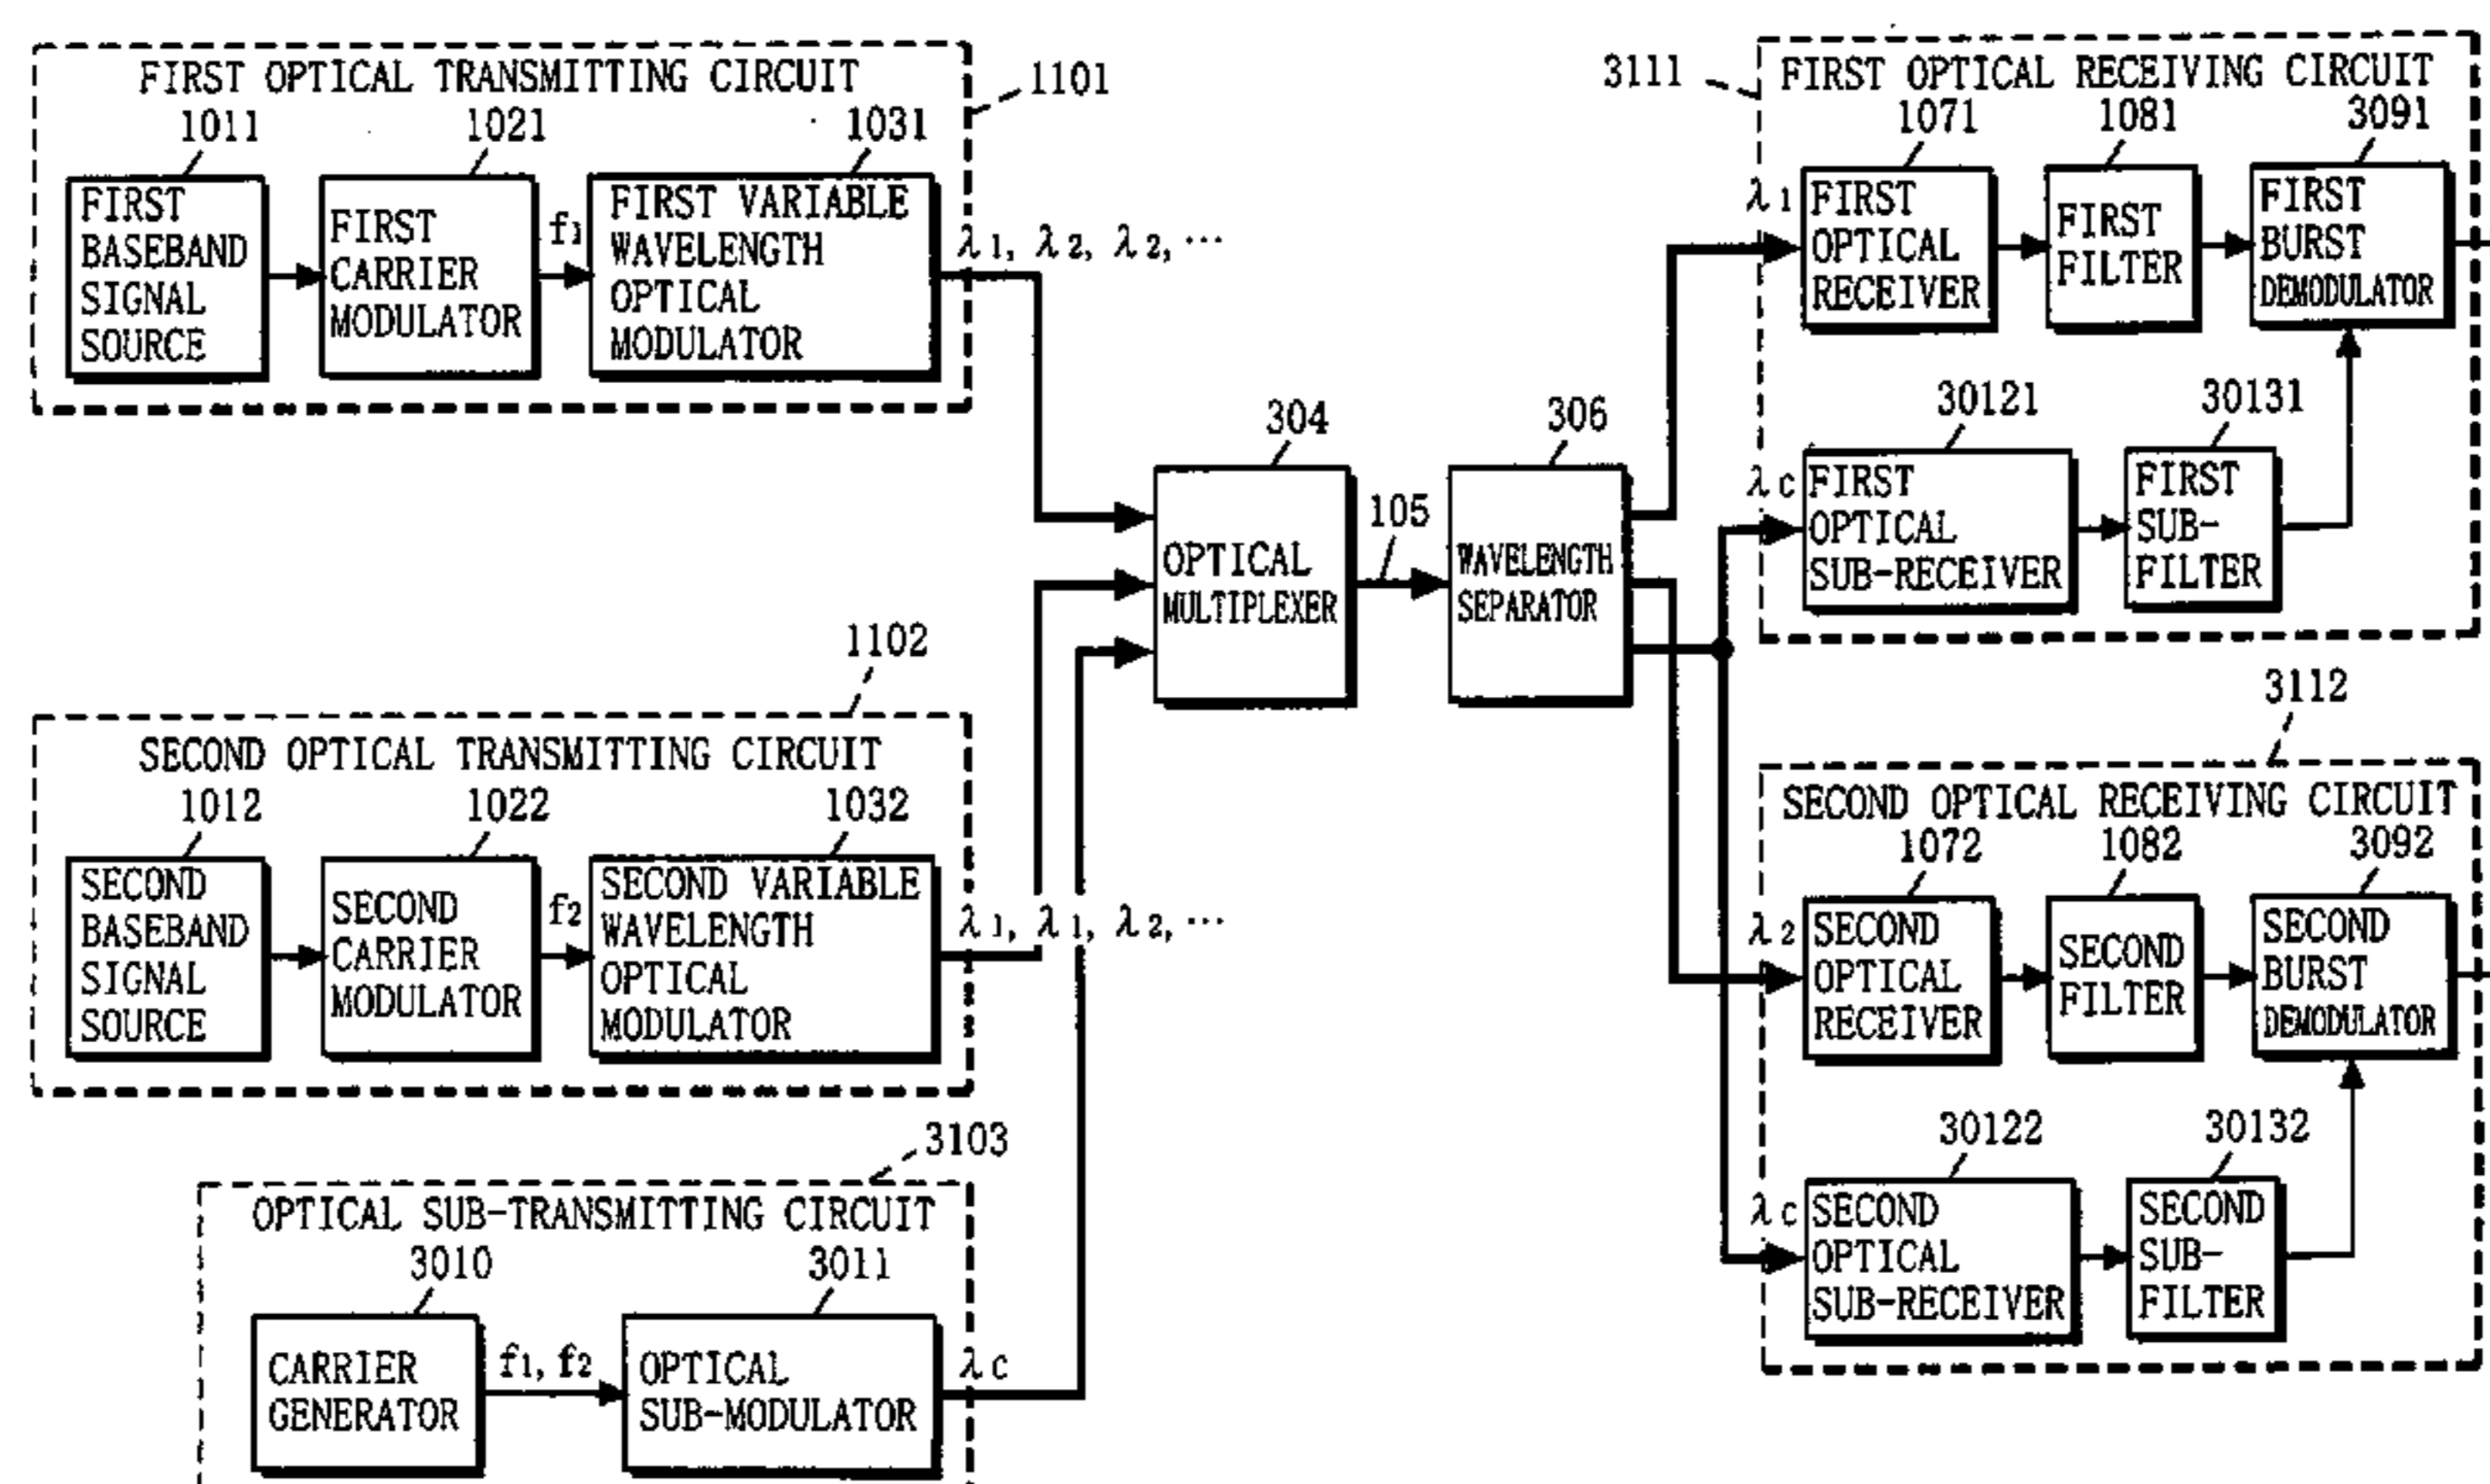 FIRST OPTICAL TRANSMITTING CIRCUIT
1101
1011
1021
1031
FIRST
BASEBAND
SIGNAL
SOURCE
FIRST
CARRIER
MODULATOR
f1
FIRST VARIABLE
WAVELENGTH
OPTICAL
MODULATOR
λ1, λ2, λ2, ···
SECOND OPTICAL TRANSMITTING CIRCUIT
1102
1012
1022
1032
SECOND
BASEBAND
SIGNAL
SOURCE
SECOND
CARRIER
MODULATOR
f2
SECOND VARIABLE
WAVELENGTH
OPTICAL
MODULATOR
λ1, λ1, λ2, ···
3103
OPTICAL SUB-TRANSMITTING CIRCUIT
3010
3011
CARRIER
GENERATOR
f1, f2
OPTICAL
SUB-MODULATOR
λc
304
OPTICAL
MULTIPLEXER
105
306
WAVELENGTH
SEPARATOR
3111
FIRST OPTICAL RECEIVING CIRCUIT
1071
1081
3091
λ1
FIRST
OPTICAL
RECEIVER
FIRST
FILTER
FIRST
BURST
DEMODULATOR
30121
30131
λc
FIRST
OPTICAL
SUB-RECEIVER
FIRST
SUB-
FILTER
3112
SECOND OPTICAL RECEIVING CIRCUIT
1072
1082
3092
λ2
SECOND
OPTICAL
RECEIVER
SECOND
FILTER
SECOND
BURST
DEMODULATOR
30122
30132
λc
SECOND
OPTICAL
SUB-RECEIVER
SECOND
SUB-
FILTER